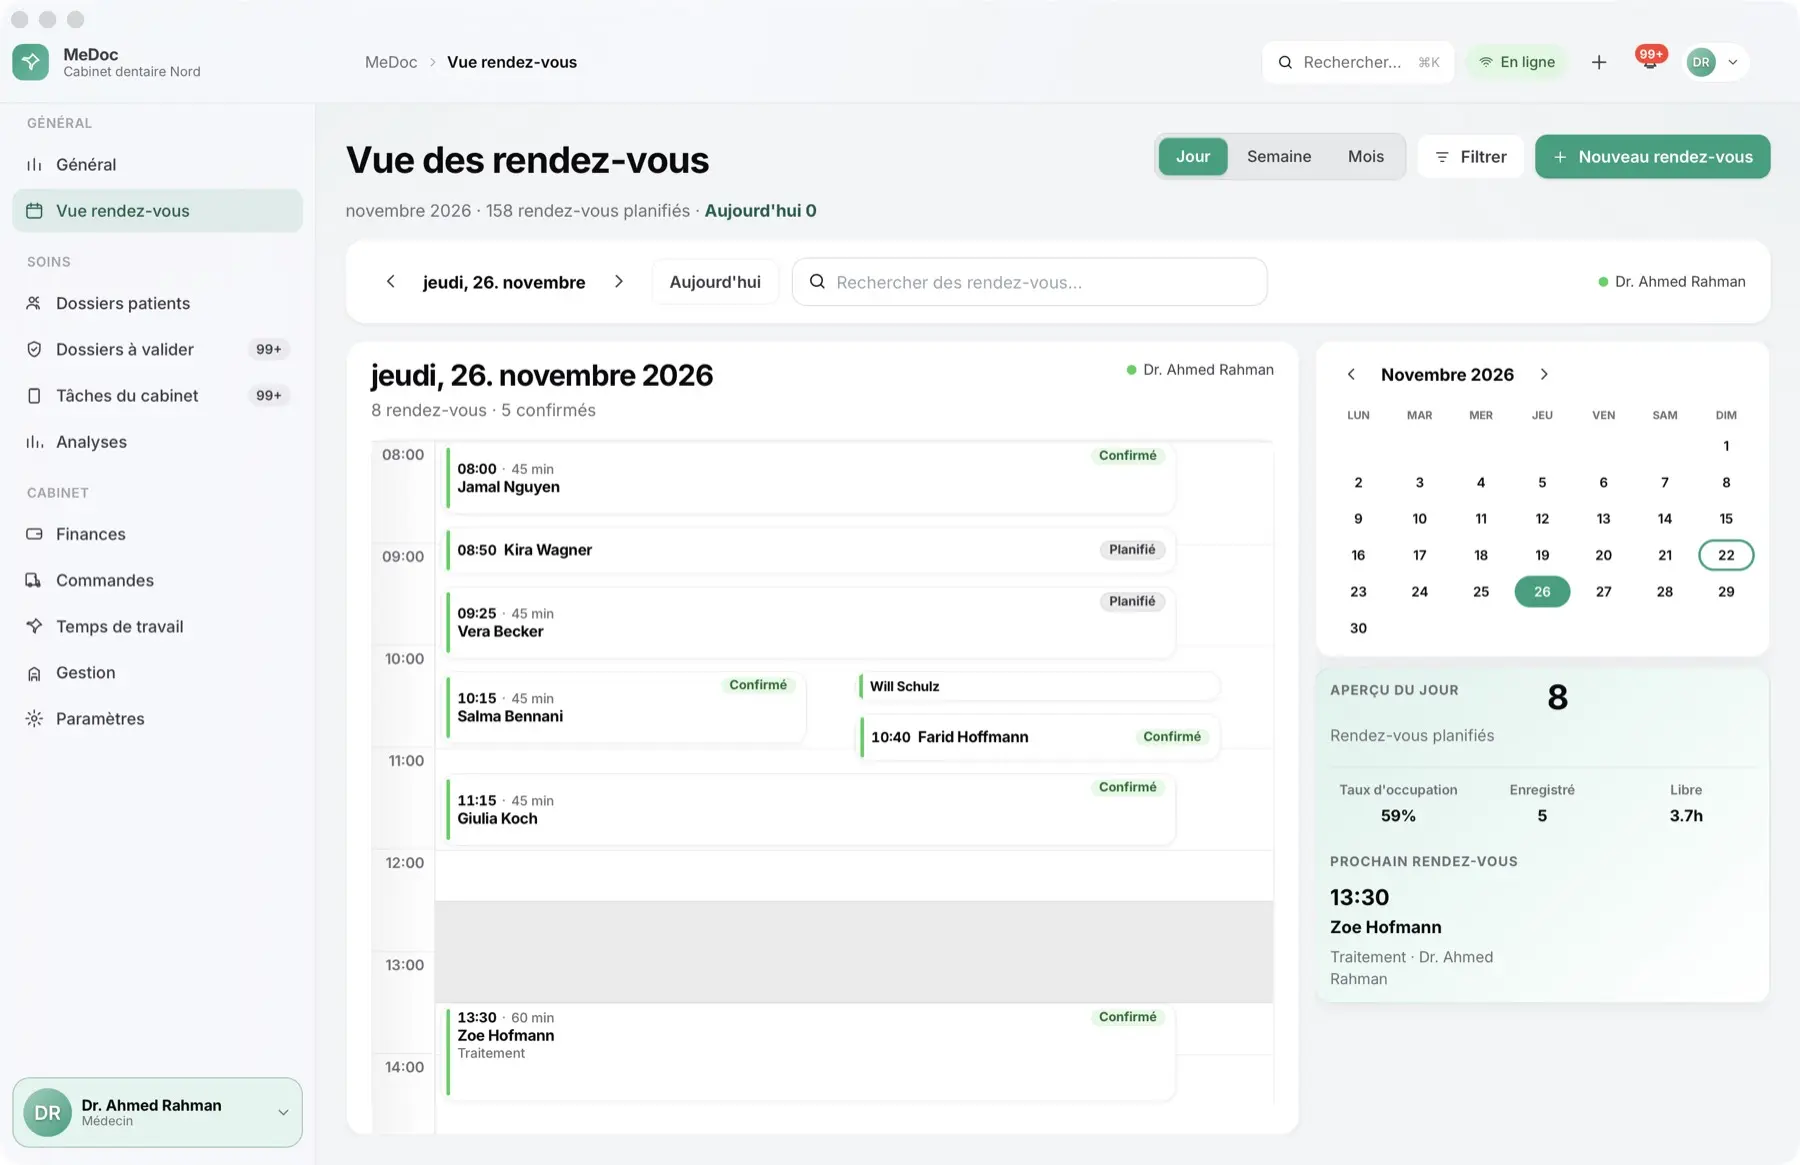 MeDoc
Cabinet dentaire Nord
MeDoc > Vue rendez-vous
Rechercher... ⌘K
En ligne
99+
DR
GÉNÉRAL
Général
Vue rendez-vous
SOINS
Dossiers patients
Dossiers à valider 99+
Tâches du cabinet 99+
Analyses
CABINET
Finances
Commandes
Temps de travail
Gestion
Paramètres
DR
Dr. Ahmed Rahman
Médecin
Vue des rendez-vous
Jour Semaine Mois
Filtrer
+ Nouveau rendez-vous
novembre 2026 · 158 rendez-vous planifiés · Aujourd'hui 0
jeudi, 26. novembre
Aujourd'hui
Rechercher des rendez-vous...
Dr. Ahmed Rahman
jeudi, 26. novembre 2026
Dr. Ahmed Rahman
8 rendez-vous · 5 confirmés
08:00
08:00 · 45 min
Jamal Nguyen
Confirmé
08:50 Kira Wagner
Planifié
09:00
09:25 · 45 min
Vera Becker
Planifié
10:00
10:15 · 45 min
Salma Bennani
Confirmé
Will Schulz
10:40 Farid Hoffmann
Confirmé
11:00
11:15 · 45 min
Giulia Koch
Confirmé
12:00
13:00
13:30 · 60 min
Zoe Hofmann
Traitement
Confirmé
14:00
Novembre 2026
LUN MAR MER JEU VEN SAM DIM
1
2 3 4 5 6 7 8
9 10 11 12 13 14 15
16 17 18 19 20 21 22
23 24 25 26 27 28 29
30
APERÇU DU JOUR 8
Rendez-vous planifiés
Taux d'occupation Enregistré Libre
59% 5 3.7h
PROCHAIN RENDEZ-VOUS
13:30
Zoe Hofmann
Traitement · Dr. Ahmed
Rahman